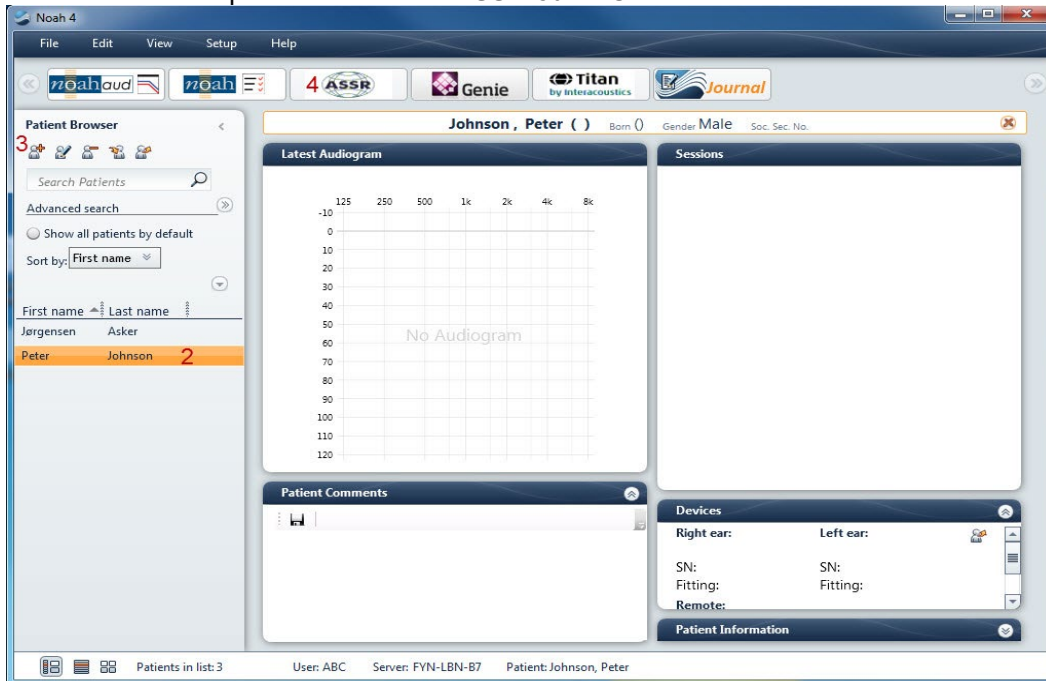 Noah 4
File Edit View Setup Help
noahaud noah 4 ASSR Genie Titan by Interacoustics Journal
Patient Browser
Johnson , Peter ( ) Born () Gender Male Soc. Sec. No.
3
Search Patients
Advanced search
Show all patients by default
Sort by: First name
First name Last name
Jørgensen Asker
Peter Johnson 2
Latest Audiogram
125 250 500 1k 2k 4k 8k
-10
0
10
20
30
40
50
No Audiogram
60
70
80
90
100
110
120
Patient Comments
Sessions
Devices
Right ear: Left ear:
SN: SN:
Fitting: Fitting:
Remote:
Patient Information
Patients in list: 3 User: ABC Server: FYN-LBN-B7 Patient: Johnson, Peter